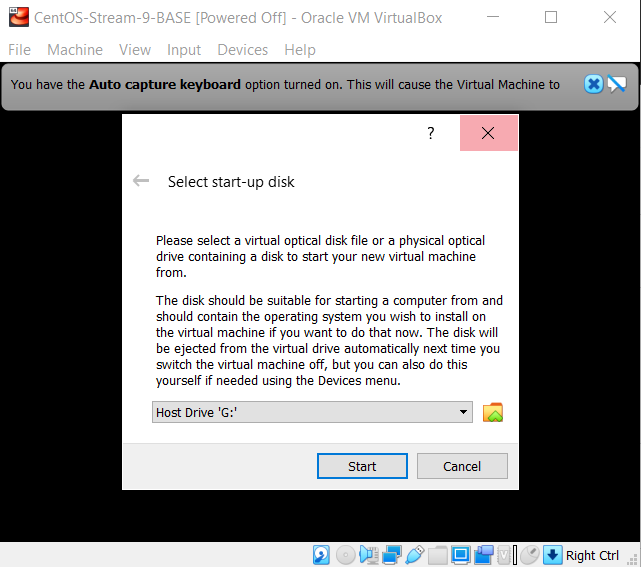 CentOS-Stream-9-BASE [Powered Off] - Oracle VM VirtualBox
File Machine View Input Devices Help
You have the Auto capture keyboard option turned on. This will cause the Virtual Machine to
?
Select start-up disk
Please select a virtual optical disk file or a physical optical
drive containing a disk to start your new virtual machine
from.
The disk should be suitable for starting a computer from and
should contain the operating system you wish to install on
the virtual machine if you want to do that now. The disk will
be ejected from the virtual drive automatically next time you
switch the virtual machine off, but you can also do this
yourself if needed using the Devices menu.
Host Drive 'G:'
Start Cancel
Right Ctrl